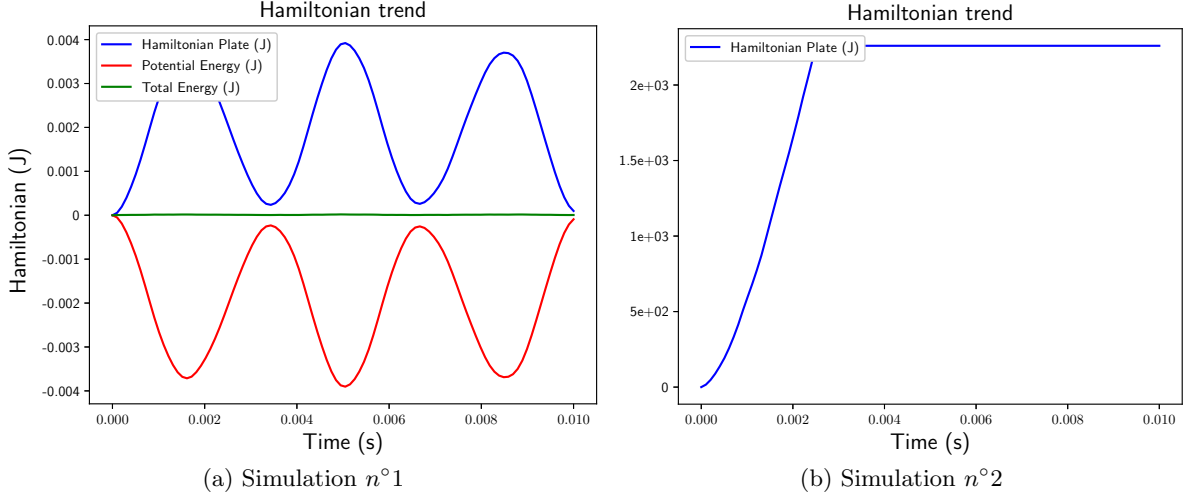 Hamiltonian trend
Hamiltonian Plate (J)
Potential Energy (J)
Total Energy (J)
0.004
0.003
0.002
0.001
0
-0.001
-0.002
-0.003
-0.004
Hamiltonian (J)
0.000 0.002 0.004 0.006 0.008 0.010
Time (s)
(a) Simulation n°1
Hamiltonian trend
Hamiltonian Plate (J)
2e+03
1.5e+03
1e+03
5e+02
0
0.000 0.002 0.004 0.006 0.008 0.010
Time (s)
(b) Simulation n°2